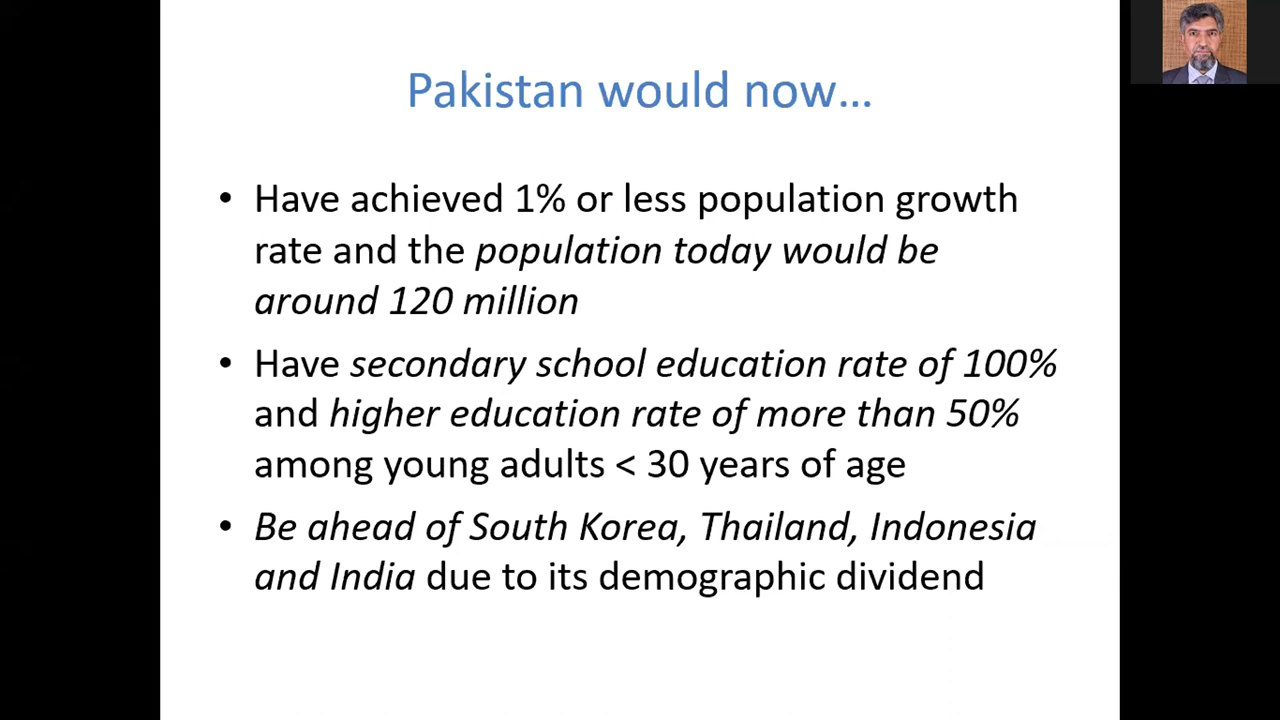 Pakistan would now...
• Have achieved 1% or less population growth
rate and the population today would be
around 120 million
• Have secondary school education rate of 100%
and higher education rate of more than 50%
among young adults < 30 years of age
• Be ahead of South Korea, Thailand, Indonesia
and India due to its demographic dividend